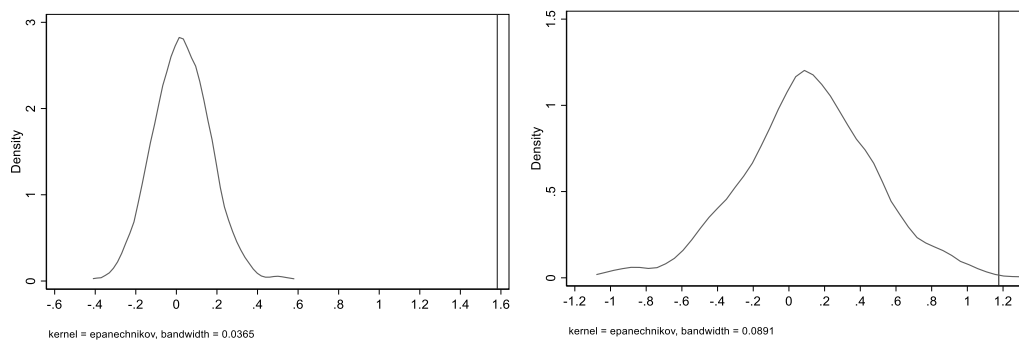 Density
3
2
1
0
-.6 -.4 -.2 0 .2 .4 .6 .8 1 1.2 1.4 1.6
kernel = epanechnikov, bandwidth = 0.0365
Density
1.5
1
.5
0
-1.2 -1 -.8 -.6 -.4 -.2 0 .2 .4 .6 .8 1 1.2
kernel = epanechnikov, bandwidth = 0.0891